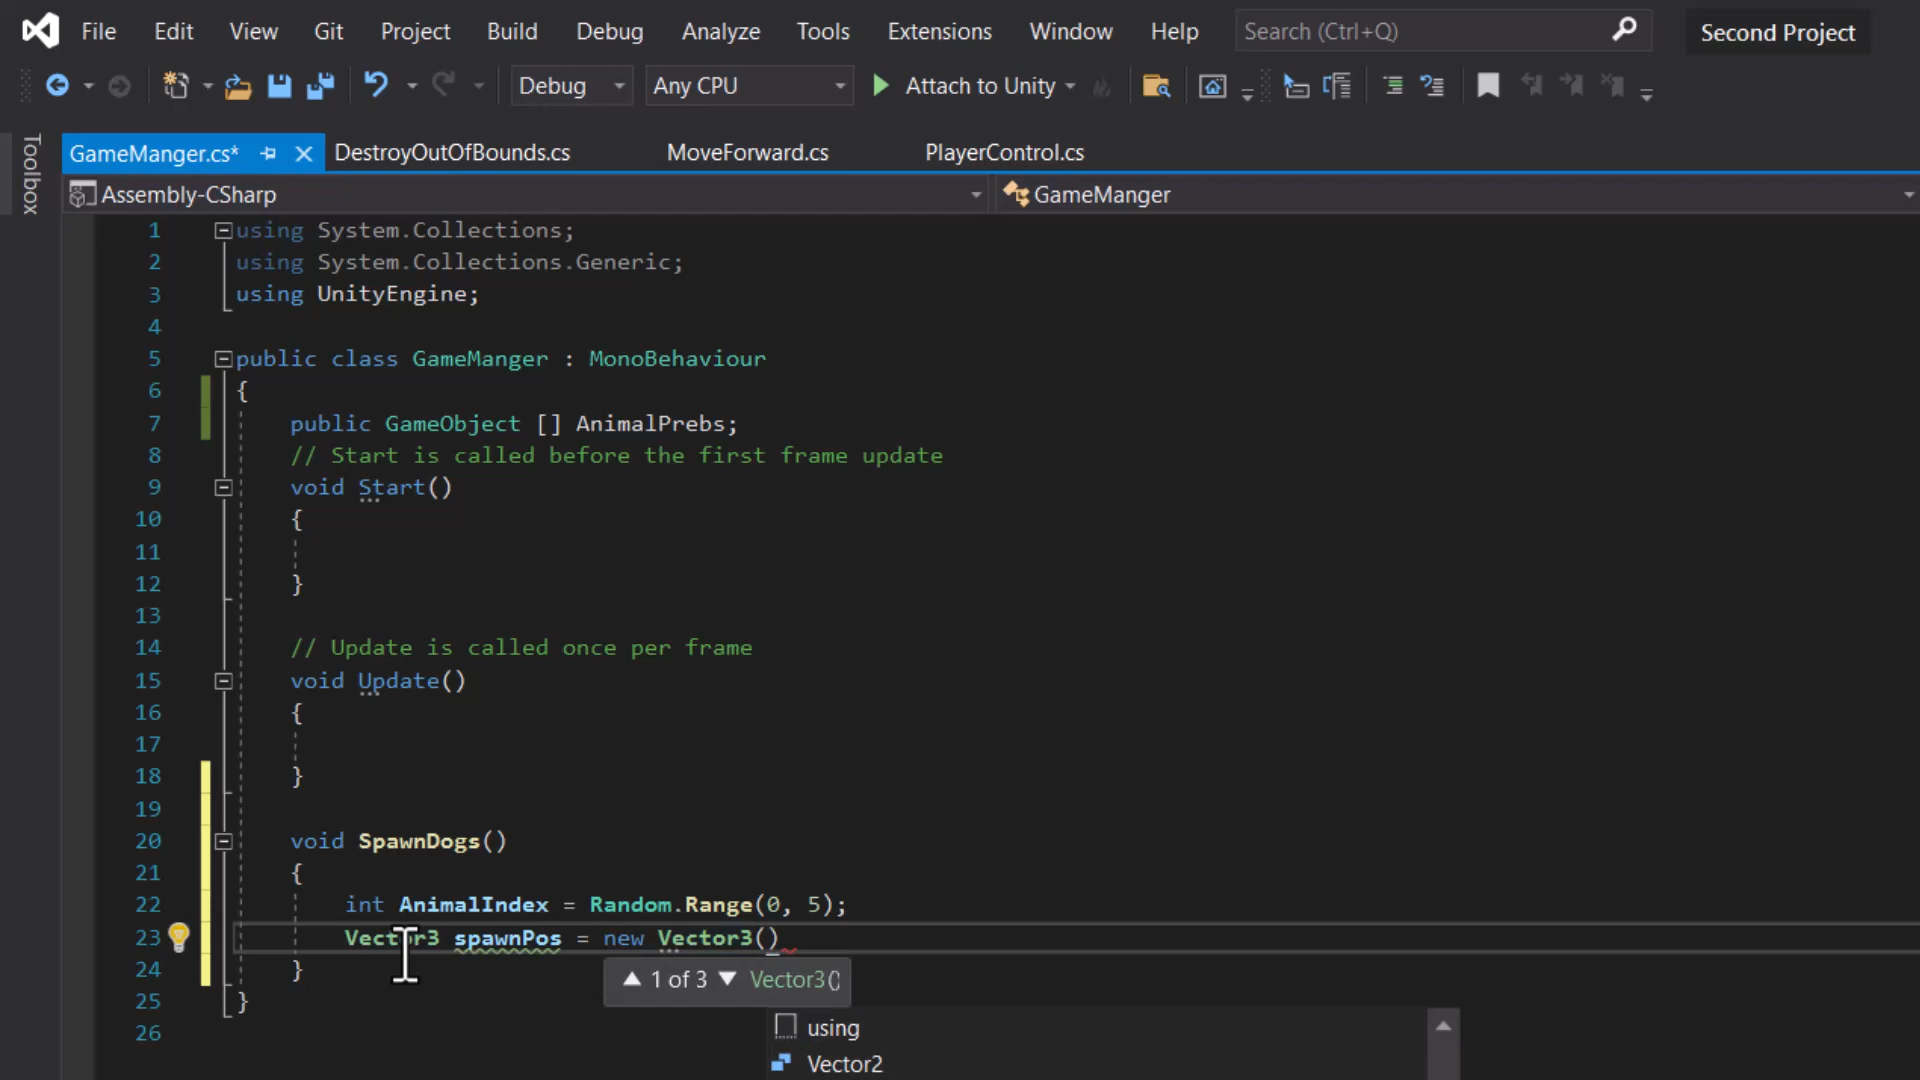 File Edit View Git Project Build Debug Analyze Tools Extensions Window Help Search (Ctrl+Q) Second Project
Debug Any CPU Attach to Unity
Toolbox
GameManger.cs* DestroyOutOfBounds.cs MoveForward.cs PlayerControl.cs
Assembly-CSharp GameManger
1 using System.Collections;
2 using System.Collections.Generic;
3 using UnityEngine;
4
5 public class GameManger : MonoBehaviour
6 {
7 public GameObject [] AnimalPrebs;
8 // Start is called before the first frame update
9 void Start()
10 {
11
12 }
13
14 // Update is called once per frame
15 void Update()
16 {
17
18 }
19
20 void SpawnDogs()
21 {
22 int AnimalIndex = Random.Range(0, 5);
23 Vector3 spawnPos = new Vector3()
24 }
▲ 1 of 3 ▼ Vector3()
25 }
26
using
Vector2